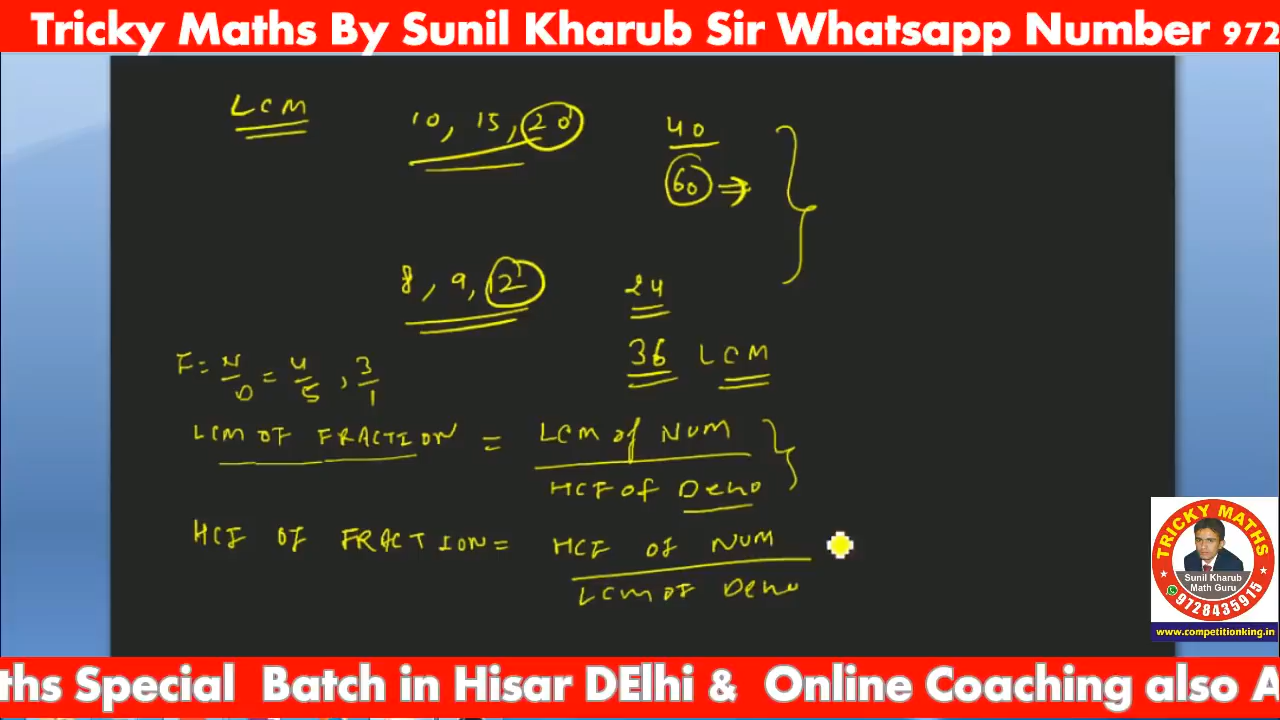 Tricky Maths By Sunil Kharub Sir Whatsapp Number 972
LCM 10, 15, 20 40
60 ⇒
8, 9, 12 24
36 LCM
F = N/D = 4/5, 3/1
LCM OF FRACTION = LCM of NUM / HCF OF Deno
HCF OF FRACTION = HCF OF NUM / LCM OF Deno
TRICKY MATHS
Sunil Kharub
Math Guru
9728435915
www.competitionking.in
ths Special Batch in Hisar DElhi & Online Coaching also A